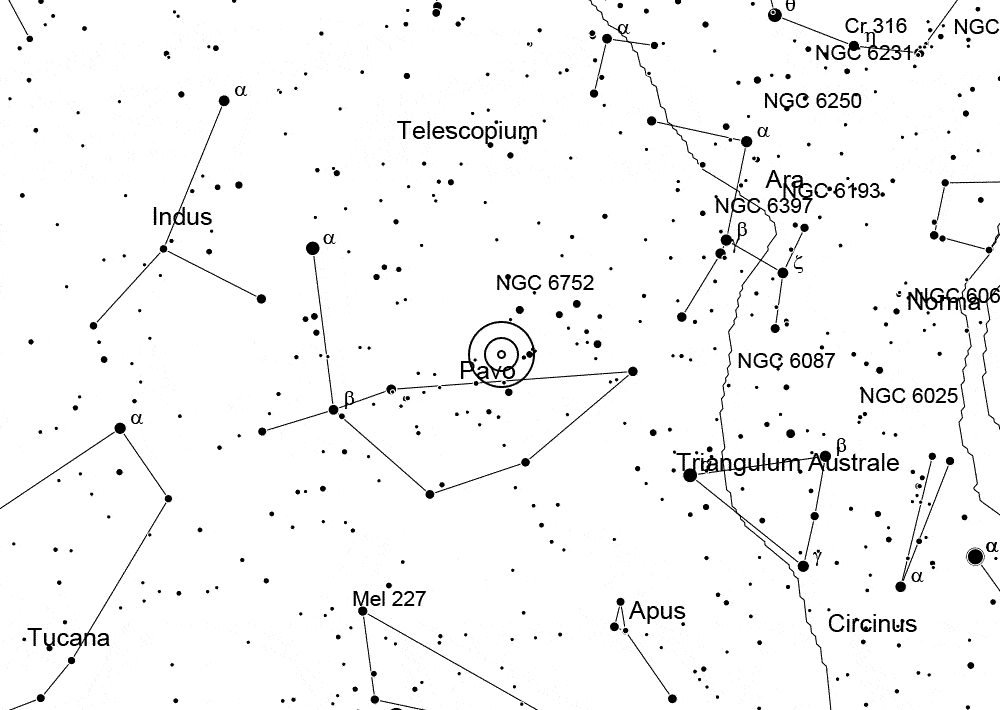 θ
Cr 316
η
NGC
α
NGC 6231
α
NGC 6250
Telescopium
α
Ara
NGC 6193
NGC 6397
Indus
β
α
γ
ζ
NGC 6752
NGC 606
Norma
NGC 6087
Pavo
β
NGC 6025
α
β
Triangulum Australe
α
γ
α
Mel 227
Apus
Circinus
Tucana